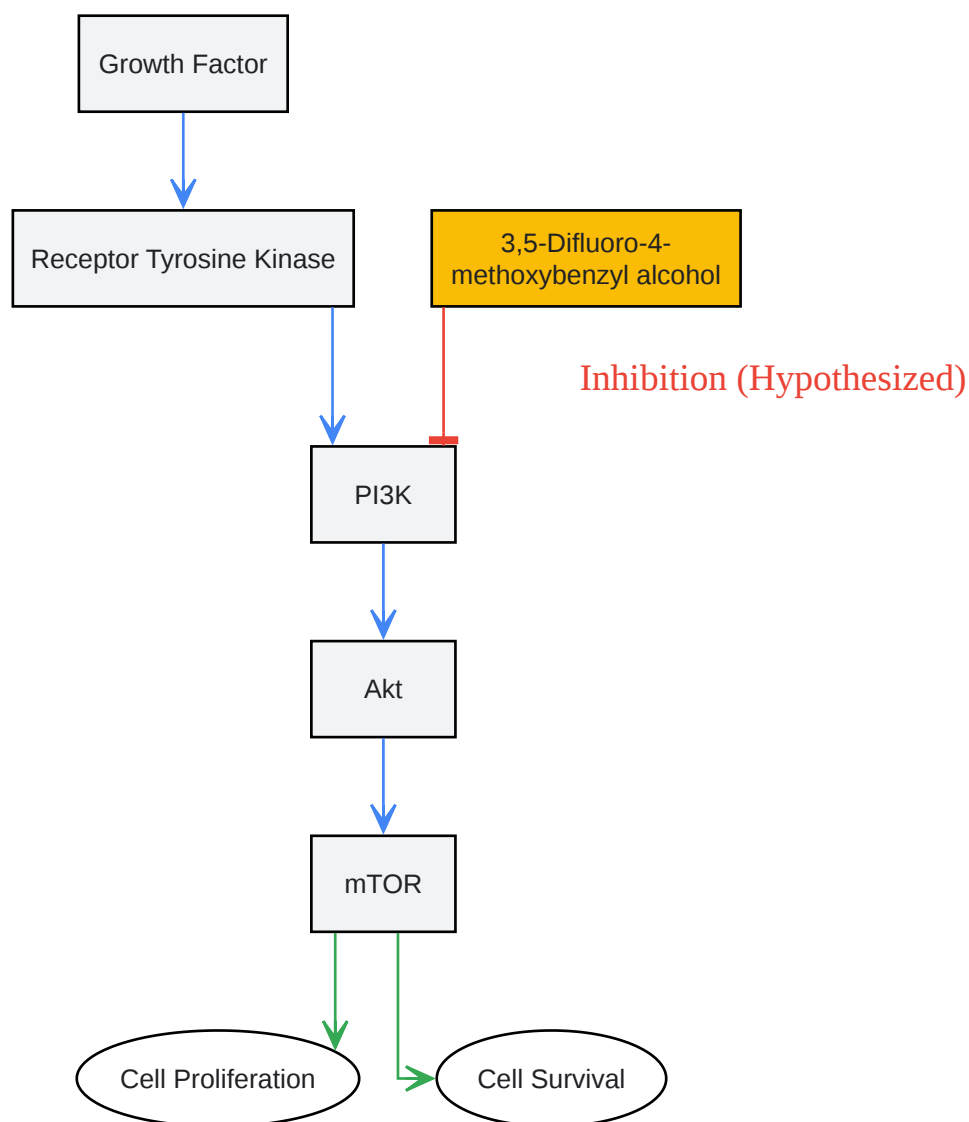 Growth Factor
Receptor Tyrosine Kinase
3,5-Difluoro-4-
methoxybenzyl alcohol
Inhibition (Hypothesized)
PI3K
Akt
mTOR
Cell Proliferation
Cell Survival